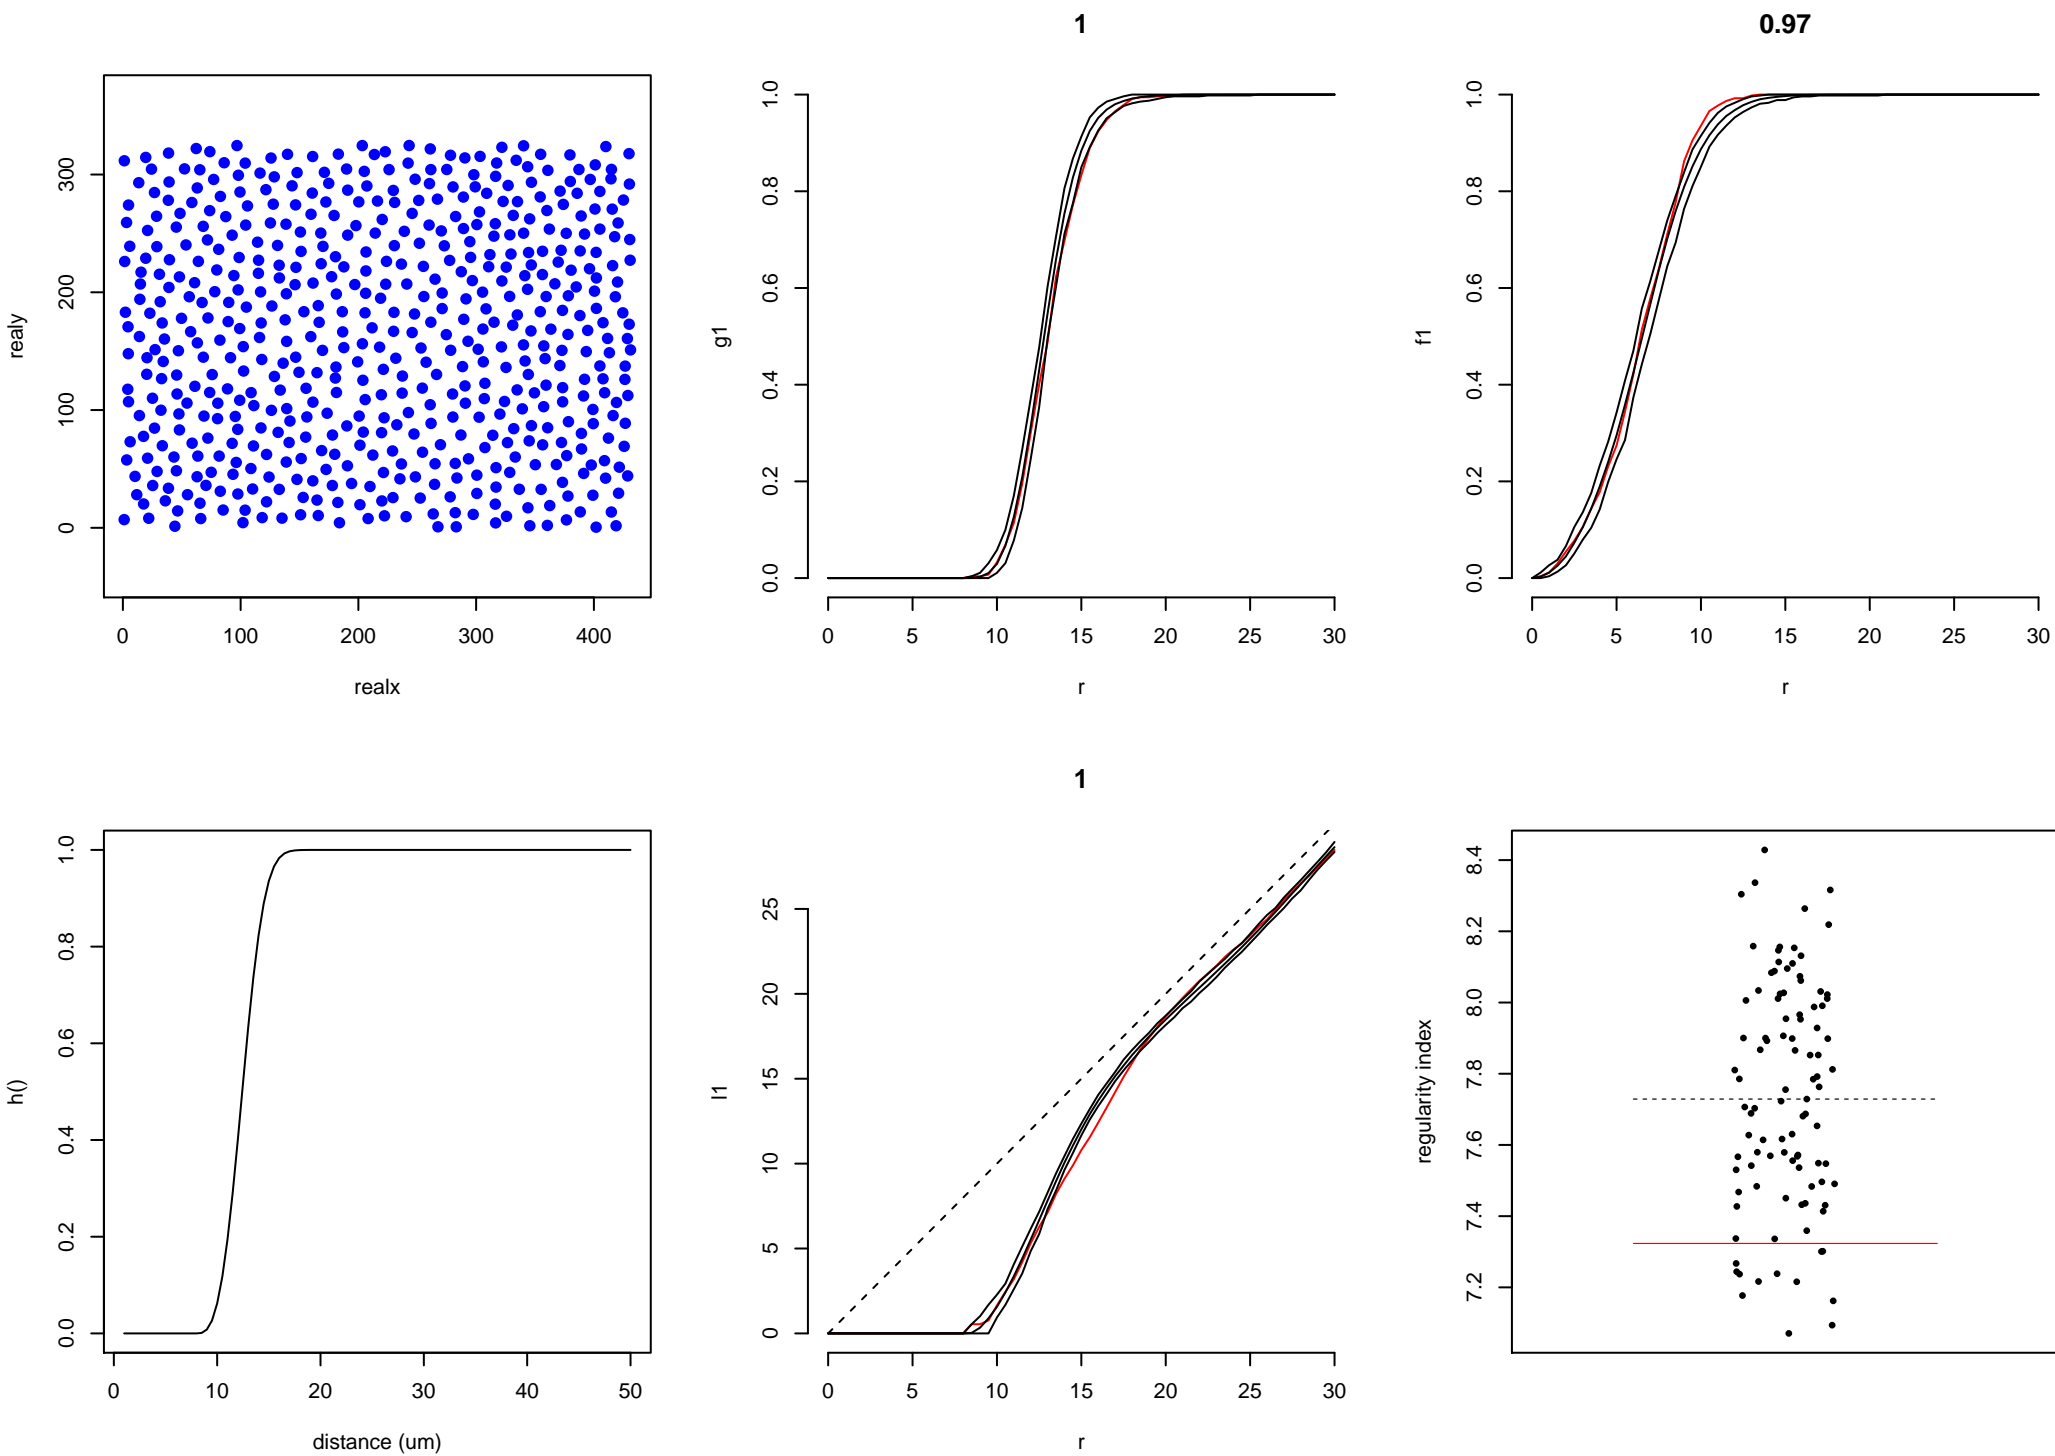 1
0.97
realy
0 100 200 300
0 100 200 300 400
realx
g1
0.0 0.2 0.4 0.6 0.8 1.0
0 5 10 15 20 25 30
r
f1
0.0 0.2 0.4 0.6 0.8 1.0
0 5 10 15 20 25 30
r
1
h()
0.0 0.2 0.4 0.6 0.8 1.0
0 10 20 30 40 50
distance (um)
l1
0 5 10 15 20 25
0 5 10 15 20 25 30
r
regularity index
7.2 7.4 7.6 7.8 8.0 8.2 8.4